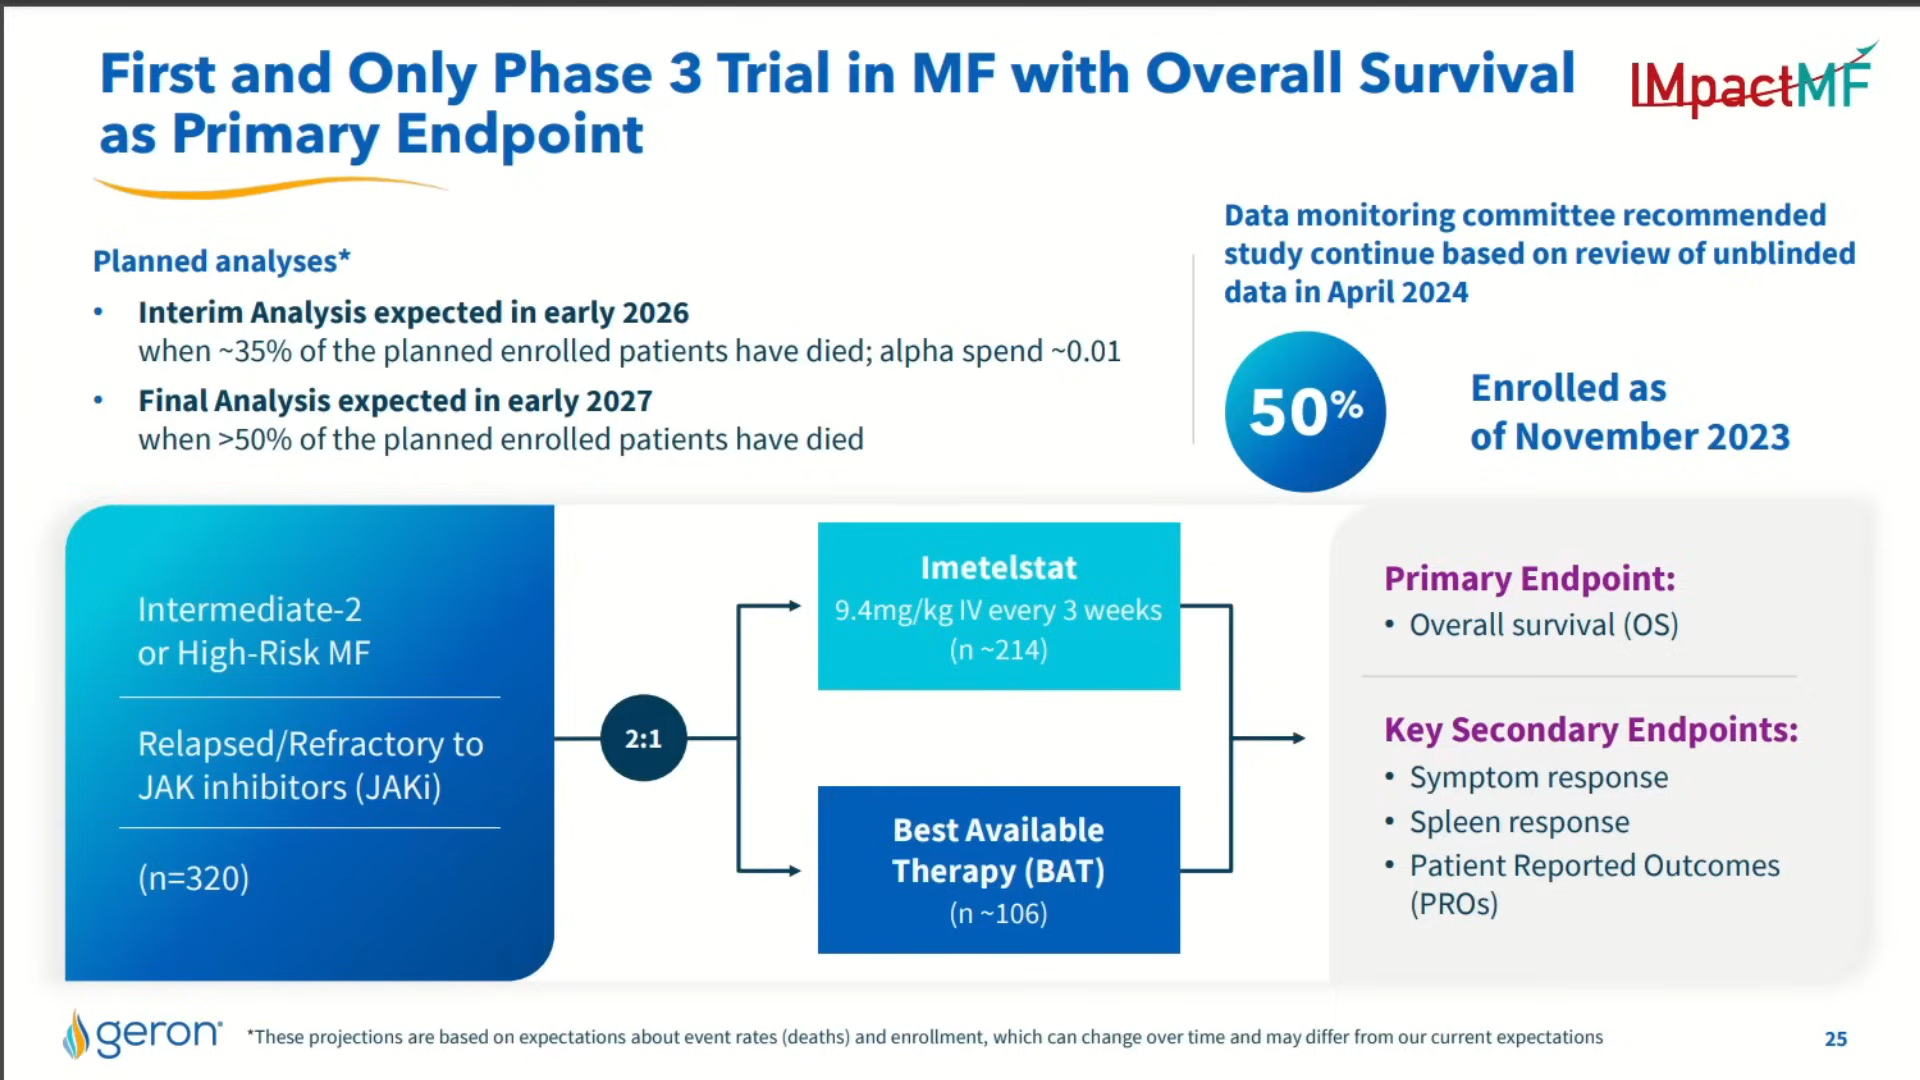 First and Only Phase 3 Trial in MF with Overall Survival
as Primary Endpoint
IMpactMF
Planned analyses*
• Interim Analysis expected in early 2026
when ~35% of the planned enrolled patients have died; alpha spend ~0.01
• Final Analysis expected in early 2027
when >50% of the planned enrolled patients have died
Data monitoring committee recommended
study continue based on review of unblinded
data in April 2024
50%
Enrolled as
of November 2023
Intermediate-2
or High-Risk MF
Relapsed/Refractory to
JAK inhibitors (JAKi)
(n=320)
2:1
Imetelstat
9.4mg/kg IV every 3 weeks
(n ~214)
Best Available
Therapy (BAT)
(n ~106)
Primary Endpoint:
• Overall survival (OS)
Key Secondary Endpoints:
• Symptom response
• Spleen response
• Patient Reported Outcomes
(PROs)
geron
*These projections are based on expectations about event rates (deaths) and enrollment, which can change over time and may differ from our current expectations
25